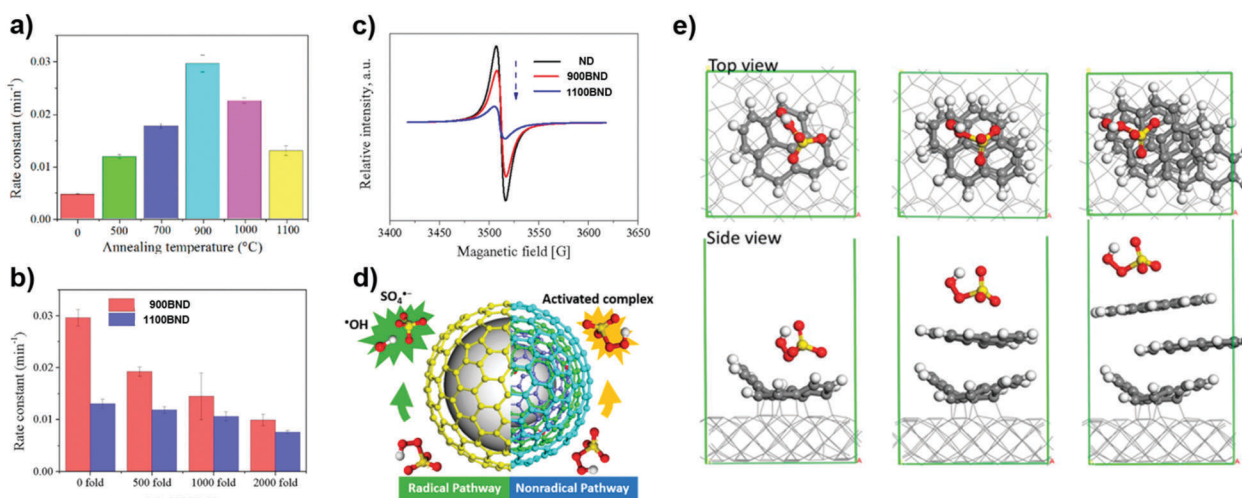 a)
Rate constant (min⁻¹)
0.03
0.02
0.01
0.00
0 500 700 900 1000 1100
Annealing temperature (°C)
b)
900BND
1100BND
Rate constant (min⁻¹)
0.03
0.02
0.01
0.00
0 fold 500 fold 1000 fold 2000 fold
c)
ND
900BND
1100BND
Relative intensity, a.u.
3400 3450 3500 3550 3600 3650
Maganetic field [G]
d)
SO₄•−
•OH
Activated complex
Radical Pathway
Nonradical Pathway
e)
Top view
Side view
A
A
A
A
A
A